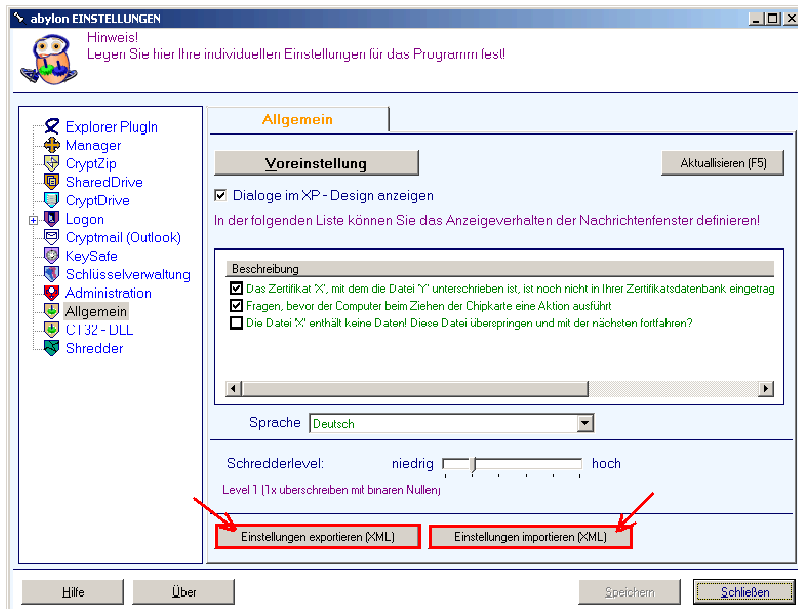 abylon EINSTELLUNGEN
Hinweis!
Legen Sie hier Ihre individuellen Einstellungen für das Programm fest!
Explorer PlugIn
Manager
CryptZip
SharedDrive
CryptDrive
Logon
Cryptmail (Outlook)
KeySafe
Schlüsselverwaltung
Administration
Allgemein
CT32 - DLL
Shredder
Allgemein
Voreinstellung
Aktuallisieren (F5)
Dialoge im XP - Design anzeigen
In der folgenden Liste können Sie das Anzeigeverhalten der Nachrichtenfenster definieren!
Beschreibung
Das Zertifikat 'X', mit dem die Datei 'Y' unterschrieben ist, ist noch nicht in Ihrer Zertifikatsdatenbank eingetrag
Fragen, bevor der Computer beim Ziehen der Chipkarte eine Aktion ausführt
Die Datei 'X' enthält keine Daten! Diese Datei überspringen und mit der nächsten fortfahren?
Sprache
Deutsch
Schredderlevel:
niedrig
hoch
Level 1 (1x überschreiben mit binären Nullen)
Einstellungen exportieren (XML)
Einstellungen importieren (XML)
Hilfe
Über
Speichern
Schließen